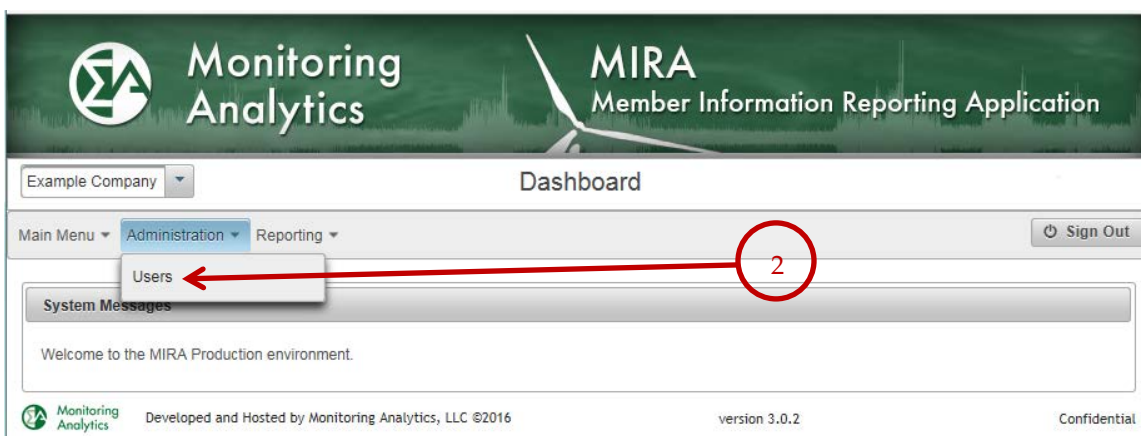 Monitoring
Analytics
MIRA
Member Information Reporting Application
Example Company
Dashboard
Main Menu
Administration
Reporting
Sign Out
Users
2
System Messages
Welcome to the MIRA Production environment.
Monitoring
Analytics
Developed and Hosted by Monitoring Analytics, LLC ©2016
version 3.0.2
Confidential